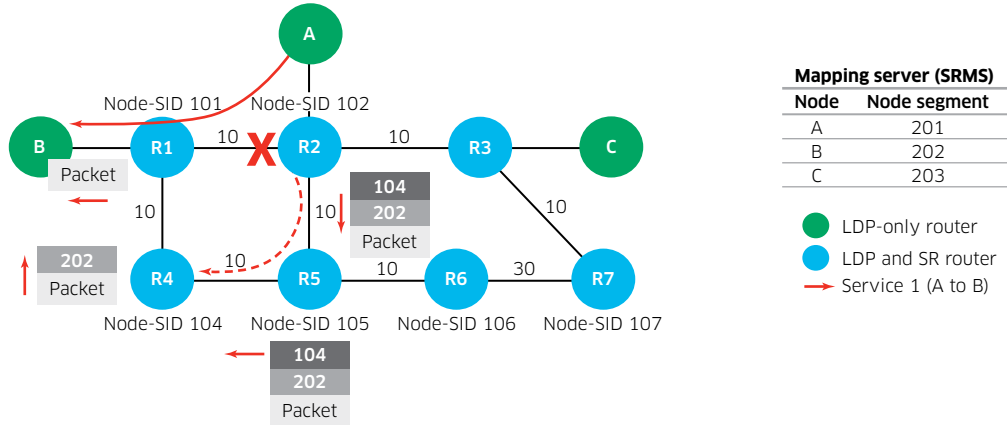 A
Node-SID 101
Node-SID 102
B
R1
10
X
R2
10
R3
C
Packet
10
10
104
202
Packet
10
202
Packet
R4
10
R5
10
R6
30
R7
Node-SID 104
Node-SID 105
Node-SID 106
Node-SID 107
104
202
Packet
Mapping server (SRMS)
Node Node segment
A 201
B 202
C 203
LDP-only router
LDP and SR router
Service 1 (A to B)